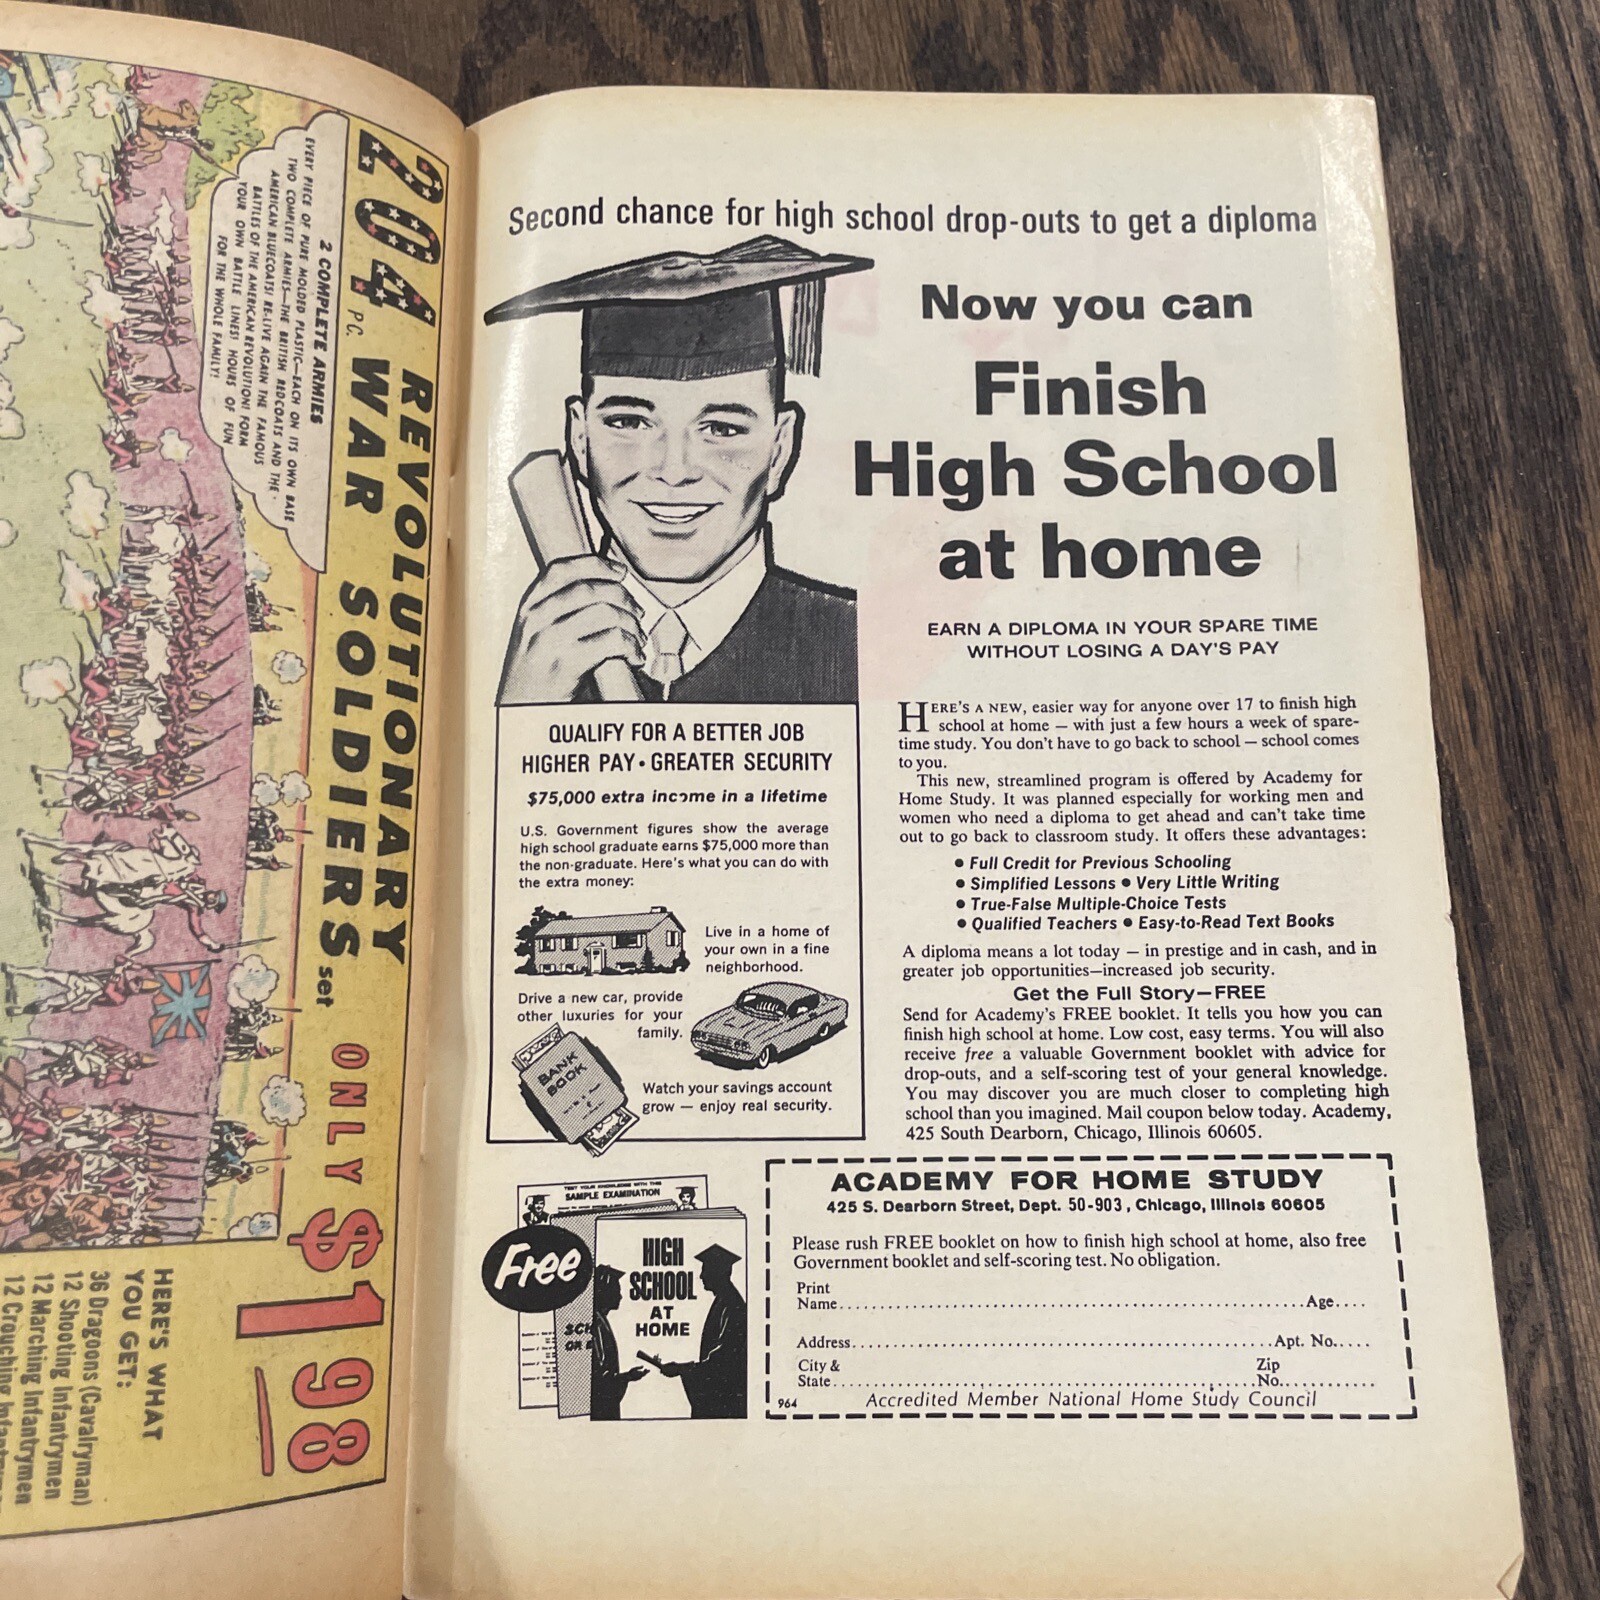 204 PC. REVOLUTIONARY
WAR SOLDIERS set
ONLY $1 98
2 COMPLETE ARMIES
EVERY PIECE OF PURE MOLDED PLASTIC—EACH ON ITS OWN BASE
TWO COMPLETE ARMIES—THE BRITISH REDCOATS AND THE
AMERICAN BLUECOATS! RE-LIVE AGAIN THE FAMOUS
BATTLES OF THE AMERICAN REVOLUTION! FORM
YOUR OWN BATTLE LINES! HOURS OF FUN
FOR THE WHOLE FAMILY!
HERE'S WHAT
YOU GET:
36 Dragoons (Cavalryman)
12 Shooting Infantrymen
12 Marching Infantrymen
12 Crouching
Second chance for high school drop-outs to get a diploma
Now you can
Finish
High School
at home
EARN A DIPLOMA IN YOUR SPARE TIME
WITHOUT LOSING A DAY'S PAY
QUALIFY FOR A BETTER JOB
HIGHER PAY • GREATER SECURITY
$75,000 extra income in a lifetime
U.S. Government figures show the average
high school graduate earns $75,000 more than
the non-graduate. Here's what you can do with
the extra money:
Live in a home of
your own in a fine
neighborhood.
Drive a new car, provide
other luxuries for your
family.
BANK
BOOK
Watch your savings account
grow — enjoy real security.
HERE'S A NEW, easier way for anyone over 17 to finish high
school at home — with just a few hours a week of spare-
time study. You don't have to go back to school — school comes
to you.
This new, streamlined program is offered by Academy for
Home Study. It was planned especially for working men and
women who need a diploma to get ahead and can't take time
out to go back to classroom study. It offers these advantages:
• Full Credit for Previous Schooling
• Simplified Lessons • Very Little Writing
• True-False Multiple-Choice Tests
• Qualified Teachers • Easy-to-Read Text Books
A diploma means a lot today — in prestige and in cash, and in
greater job opportunities—increased job security.
Get the Full Story—FREE
Send for Academy's FREE booklet. It tells you how you can
finish high school at home. Low cost, easy terms. You will also
receive free a valuable Government booklet with advice for
drop-outs, and a self-scoring test of your general knowledge.
You may discover you are much closer to completing high
school than you imagined. Mail coupon below today. Academy,
425 South Dearborn, Chicago, Illinois 60605.
TEST YOUR KNOWLEDGE WITH THIS
SAMPLE EXAMINATION
Free
HIGH
SCHOOL
AT
HOME
ACADEMY FOR HOME STUDY
425 S. Dearborn Street, Dept. 50-903, Chicago, Illinois 60605
Please rush FREE booklet on how to finish high school at home, also free
Government booklet and self-scoring test. No obligation.
Print
Name.....Age....
Address.....Apt. No.....
City & Zip
State.....No.....
964 Accredited Member National Home Study Council